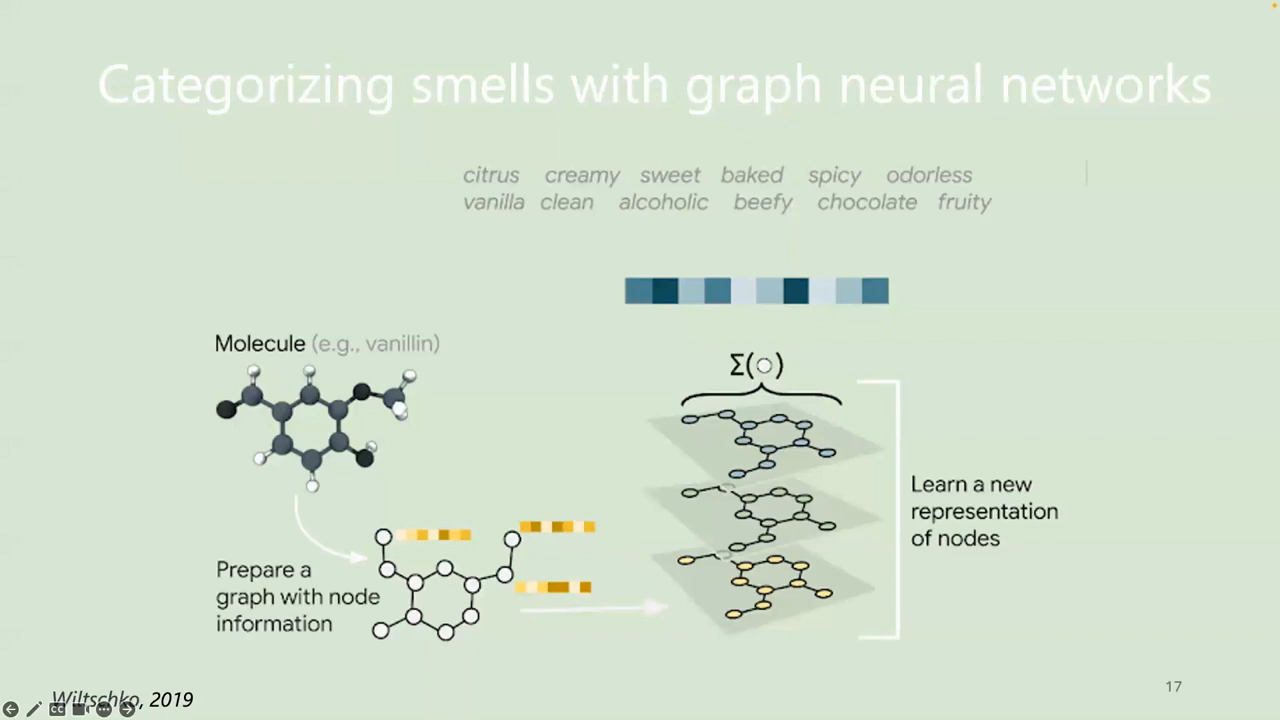 Categorizing smells with graph neural networks
citrus creamy sweet baked spicy odorless
vanilla clean alcoholic beefy chocolate fruity
Molecule (e.g., vanillin)
Σ(○)
Learn a new
representation
of nodes
Prepare a
graph with node
information
17
Wiltschko, 2019
CC